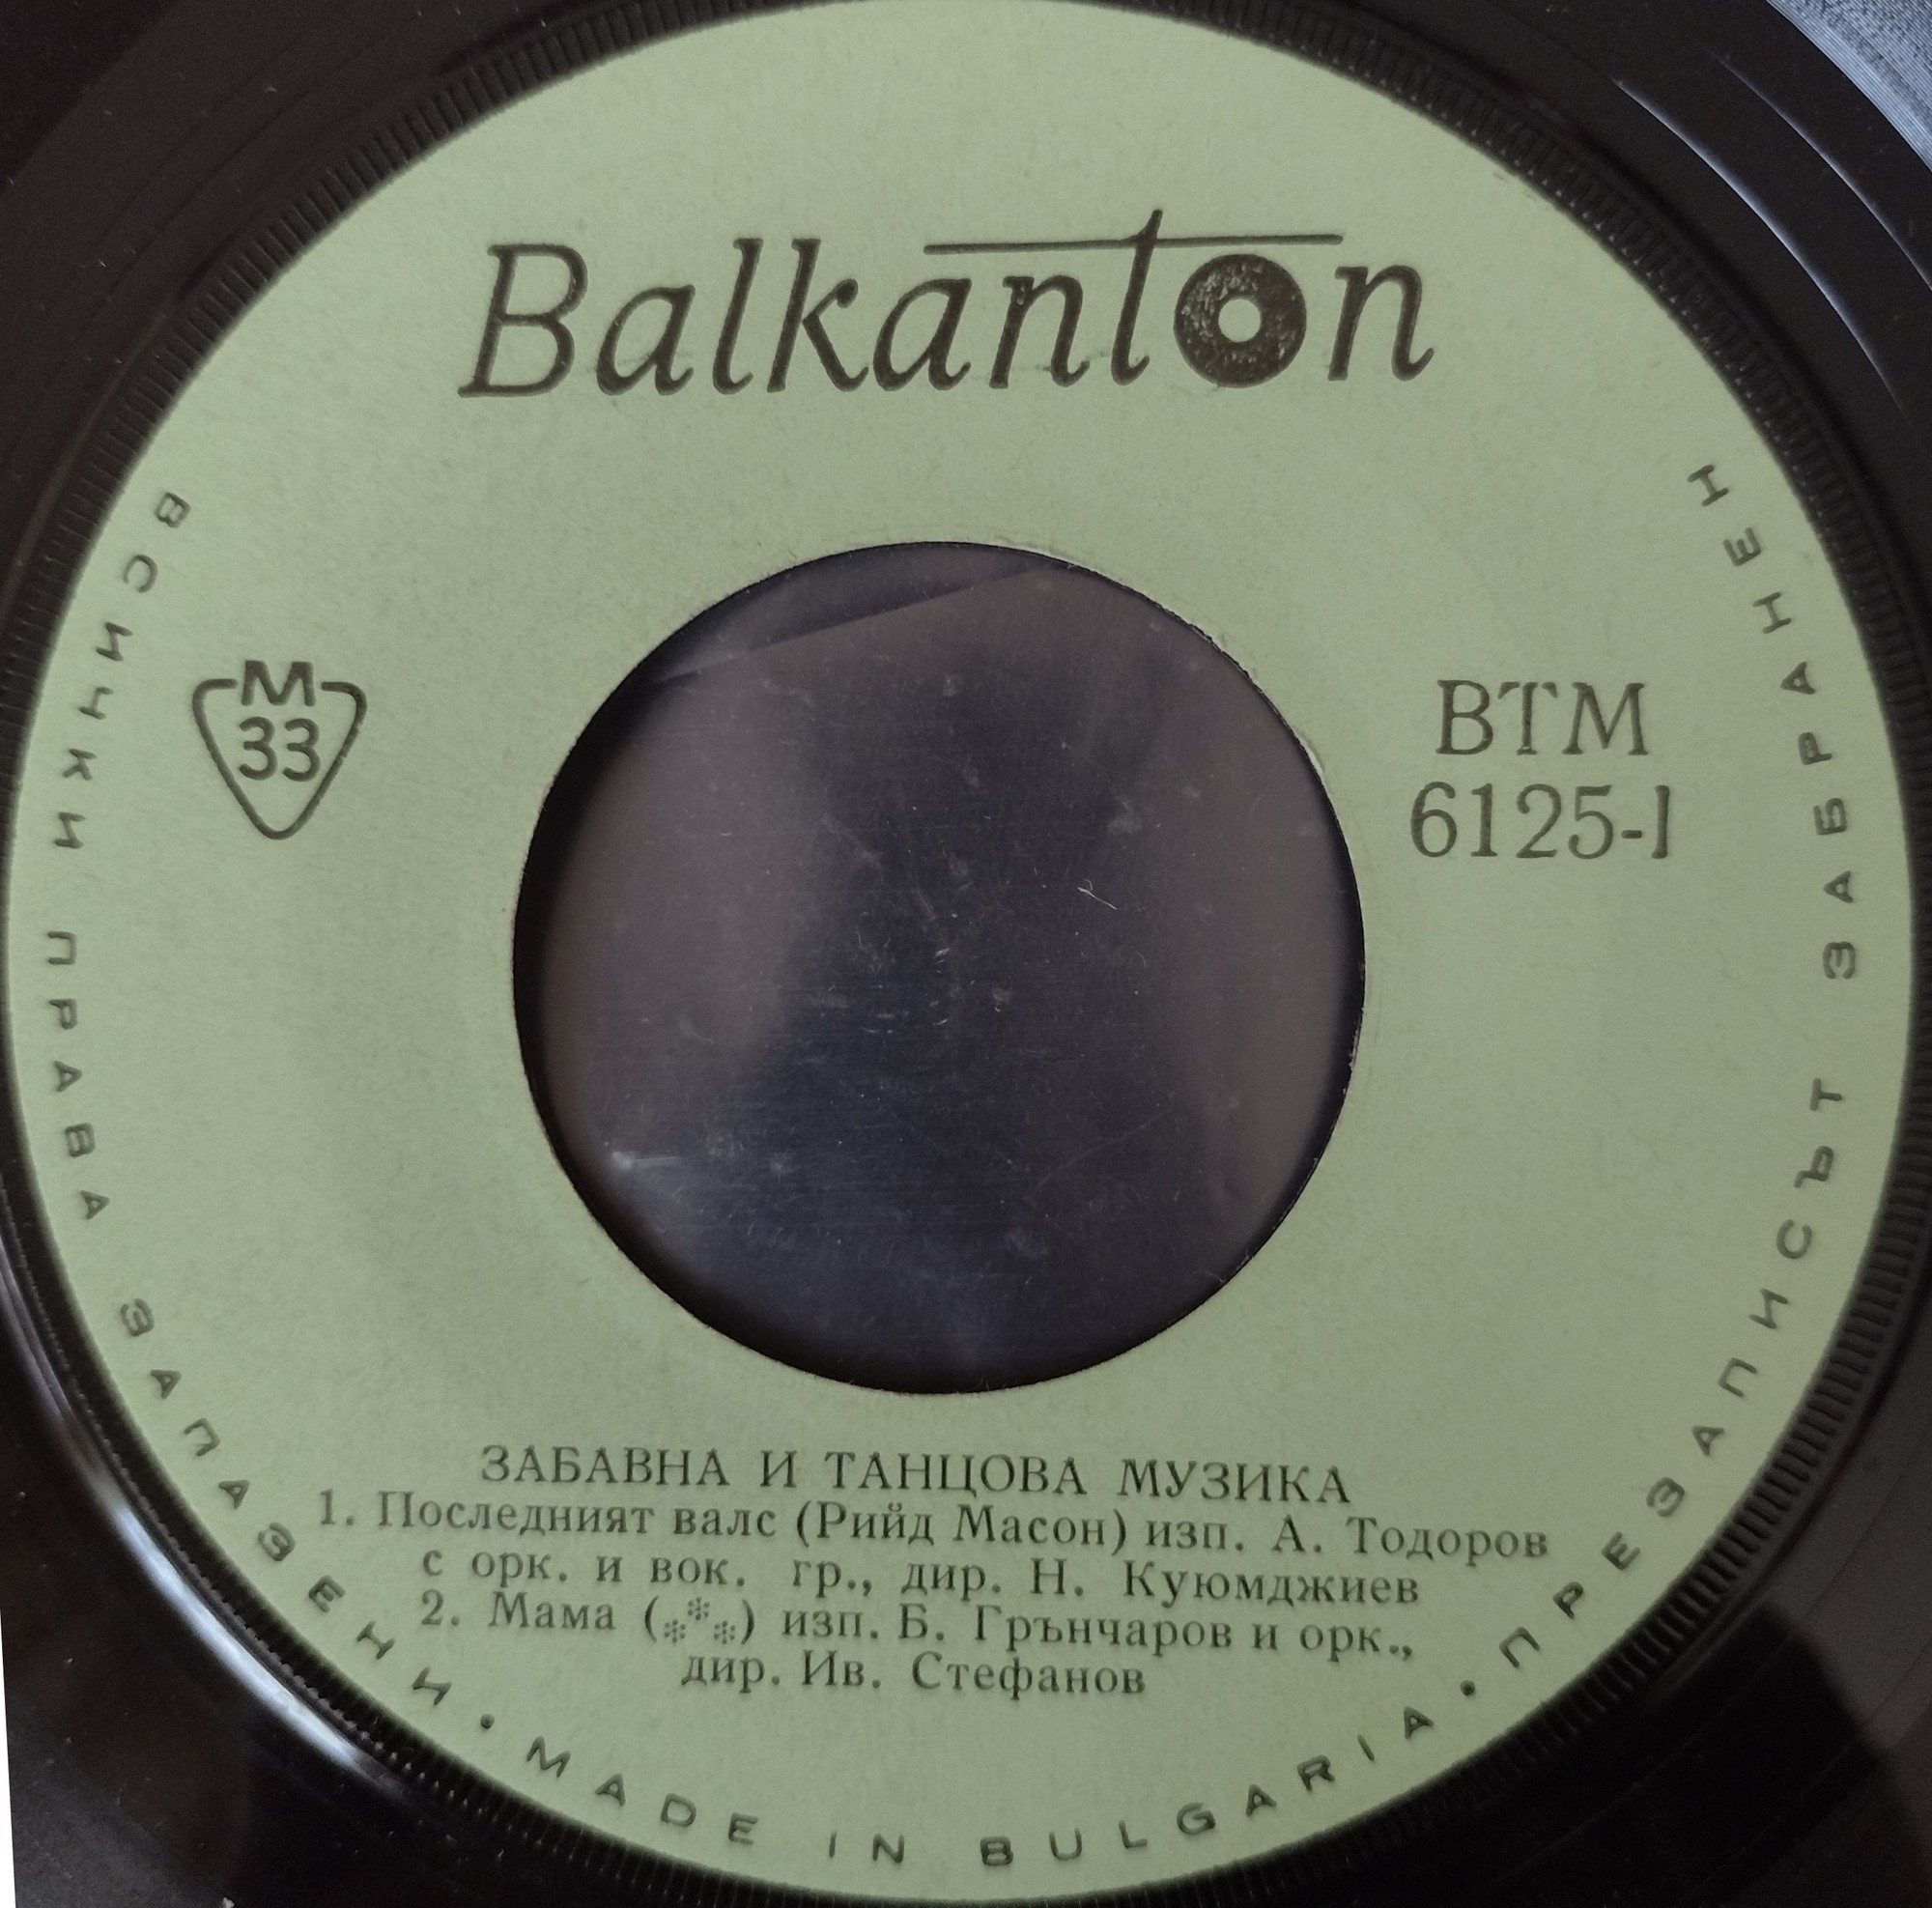 Balkanton
M
33
ВТМ
6125-I
ЗАБАВНА И ТАНЦОВА МУЗИКА
1. Последният валс (Рийд Масон) изп. А. Тодоров
с орк. и вок. гр., дир. Н. Куюмджиев
2. Мама (***) изп. Б. Грънчаров и орк.,
дир. Ив. Стефанов
ВСИЧКИ ПРАВА ЗАПАЗЕНИ • MADE IN BULGARIA • ПРЕЗАПИСЪТ ЗАБРАНЕН